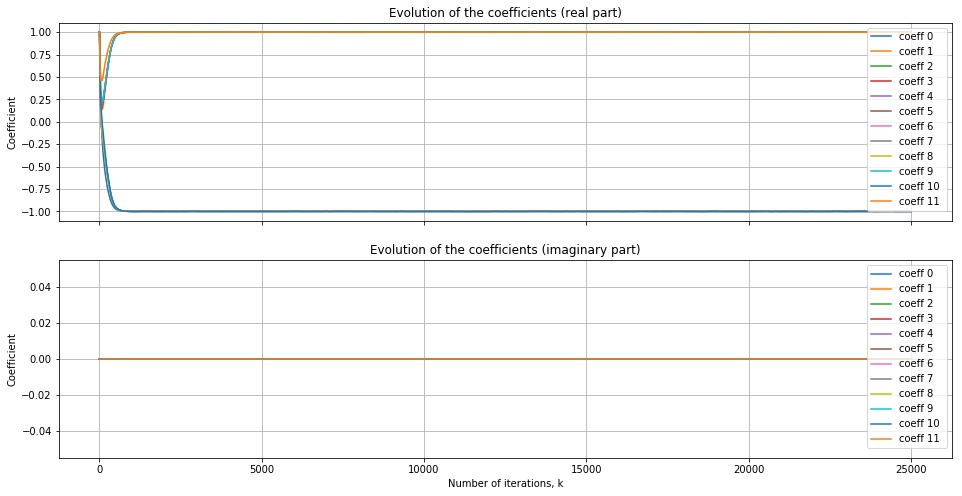 Evolution of the coefficients (real part)
1.00
0.75
0.50
0.25
0.00
−0.25
−0.50
−0.75
−1.00
Coefficient
coeff 0
coeff 1
coeff 2
coeff 3
coeff 4
coeff 5
coeff 6
coeff 7
coeff 8
coeff 9
coeff 10
coeff 11
Evolution of the coefficients (imaginary part)
0.04
0.02
0.00
−0.02
−0.04
Coefficient
coeff 0
coeff 1
coeff 2
coeff 3
coeff 4
coeff 5
coeff 6
coeff 7
coeff 8
coeff 9
coeff 10
coeff 11
0 5000 10000 15000 20000 25000
Number of iterations, k